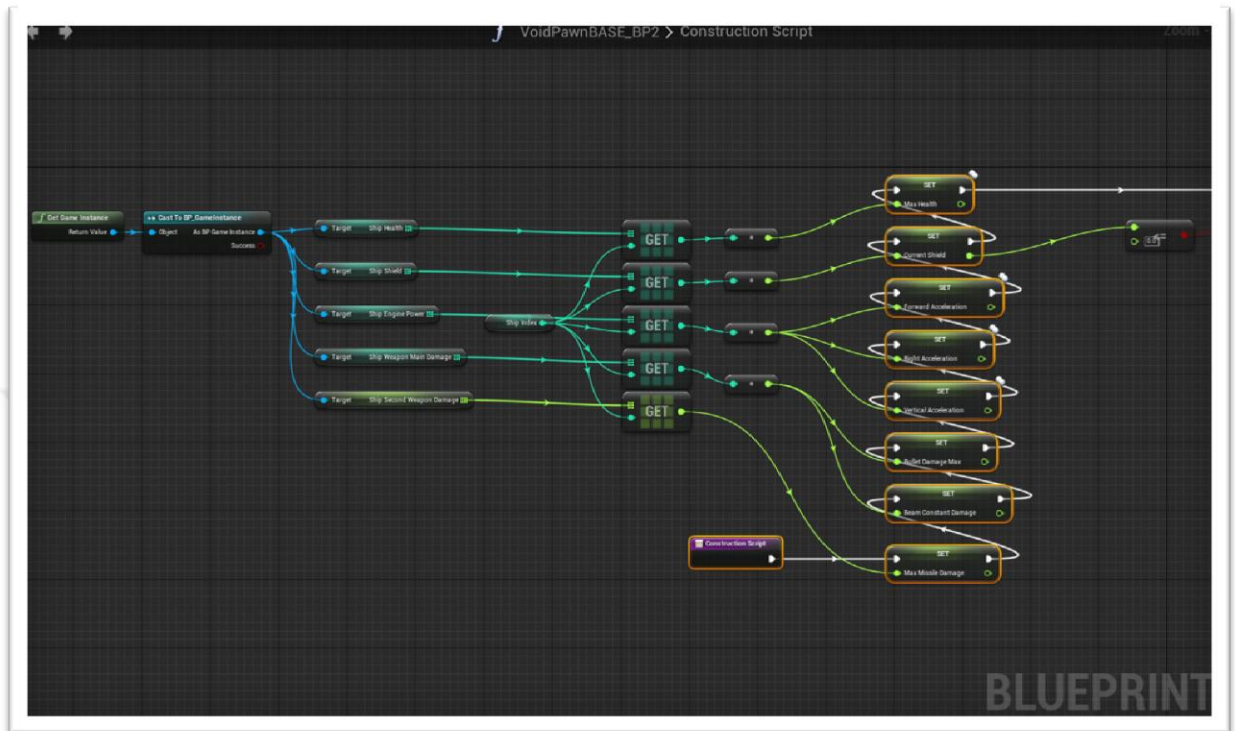 VoidPawnBASE_BP2 > Construction Script
Zoom
Get Game Instance
Return Value
Cast To BP_GameInstance
Object
As BP Game Instance
Success
Target
Ship Health
Target
Ship Shield
Target
Ship Engine Power
Target
Ship Weapon Main Damage
Target
Ship Second Weapon Damage
Ship Index
GET
GET
GET
GET
GET
SET
Max Health
SET
Current Shield
SET
Forward Acceleration
SET
Right Acceleration
SET
Vertical Acceleration
SET
Bullet Damage Max
SET
Beam Constant Damage
SET
Max Missile Damage
Construction Script
<=
0.0
BLUEPRINT